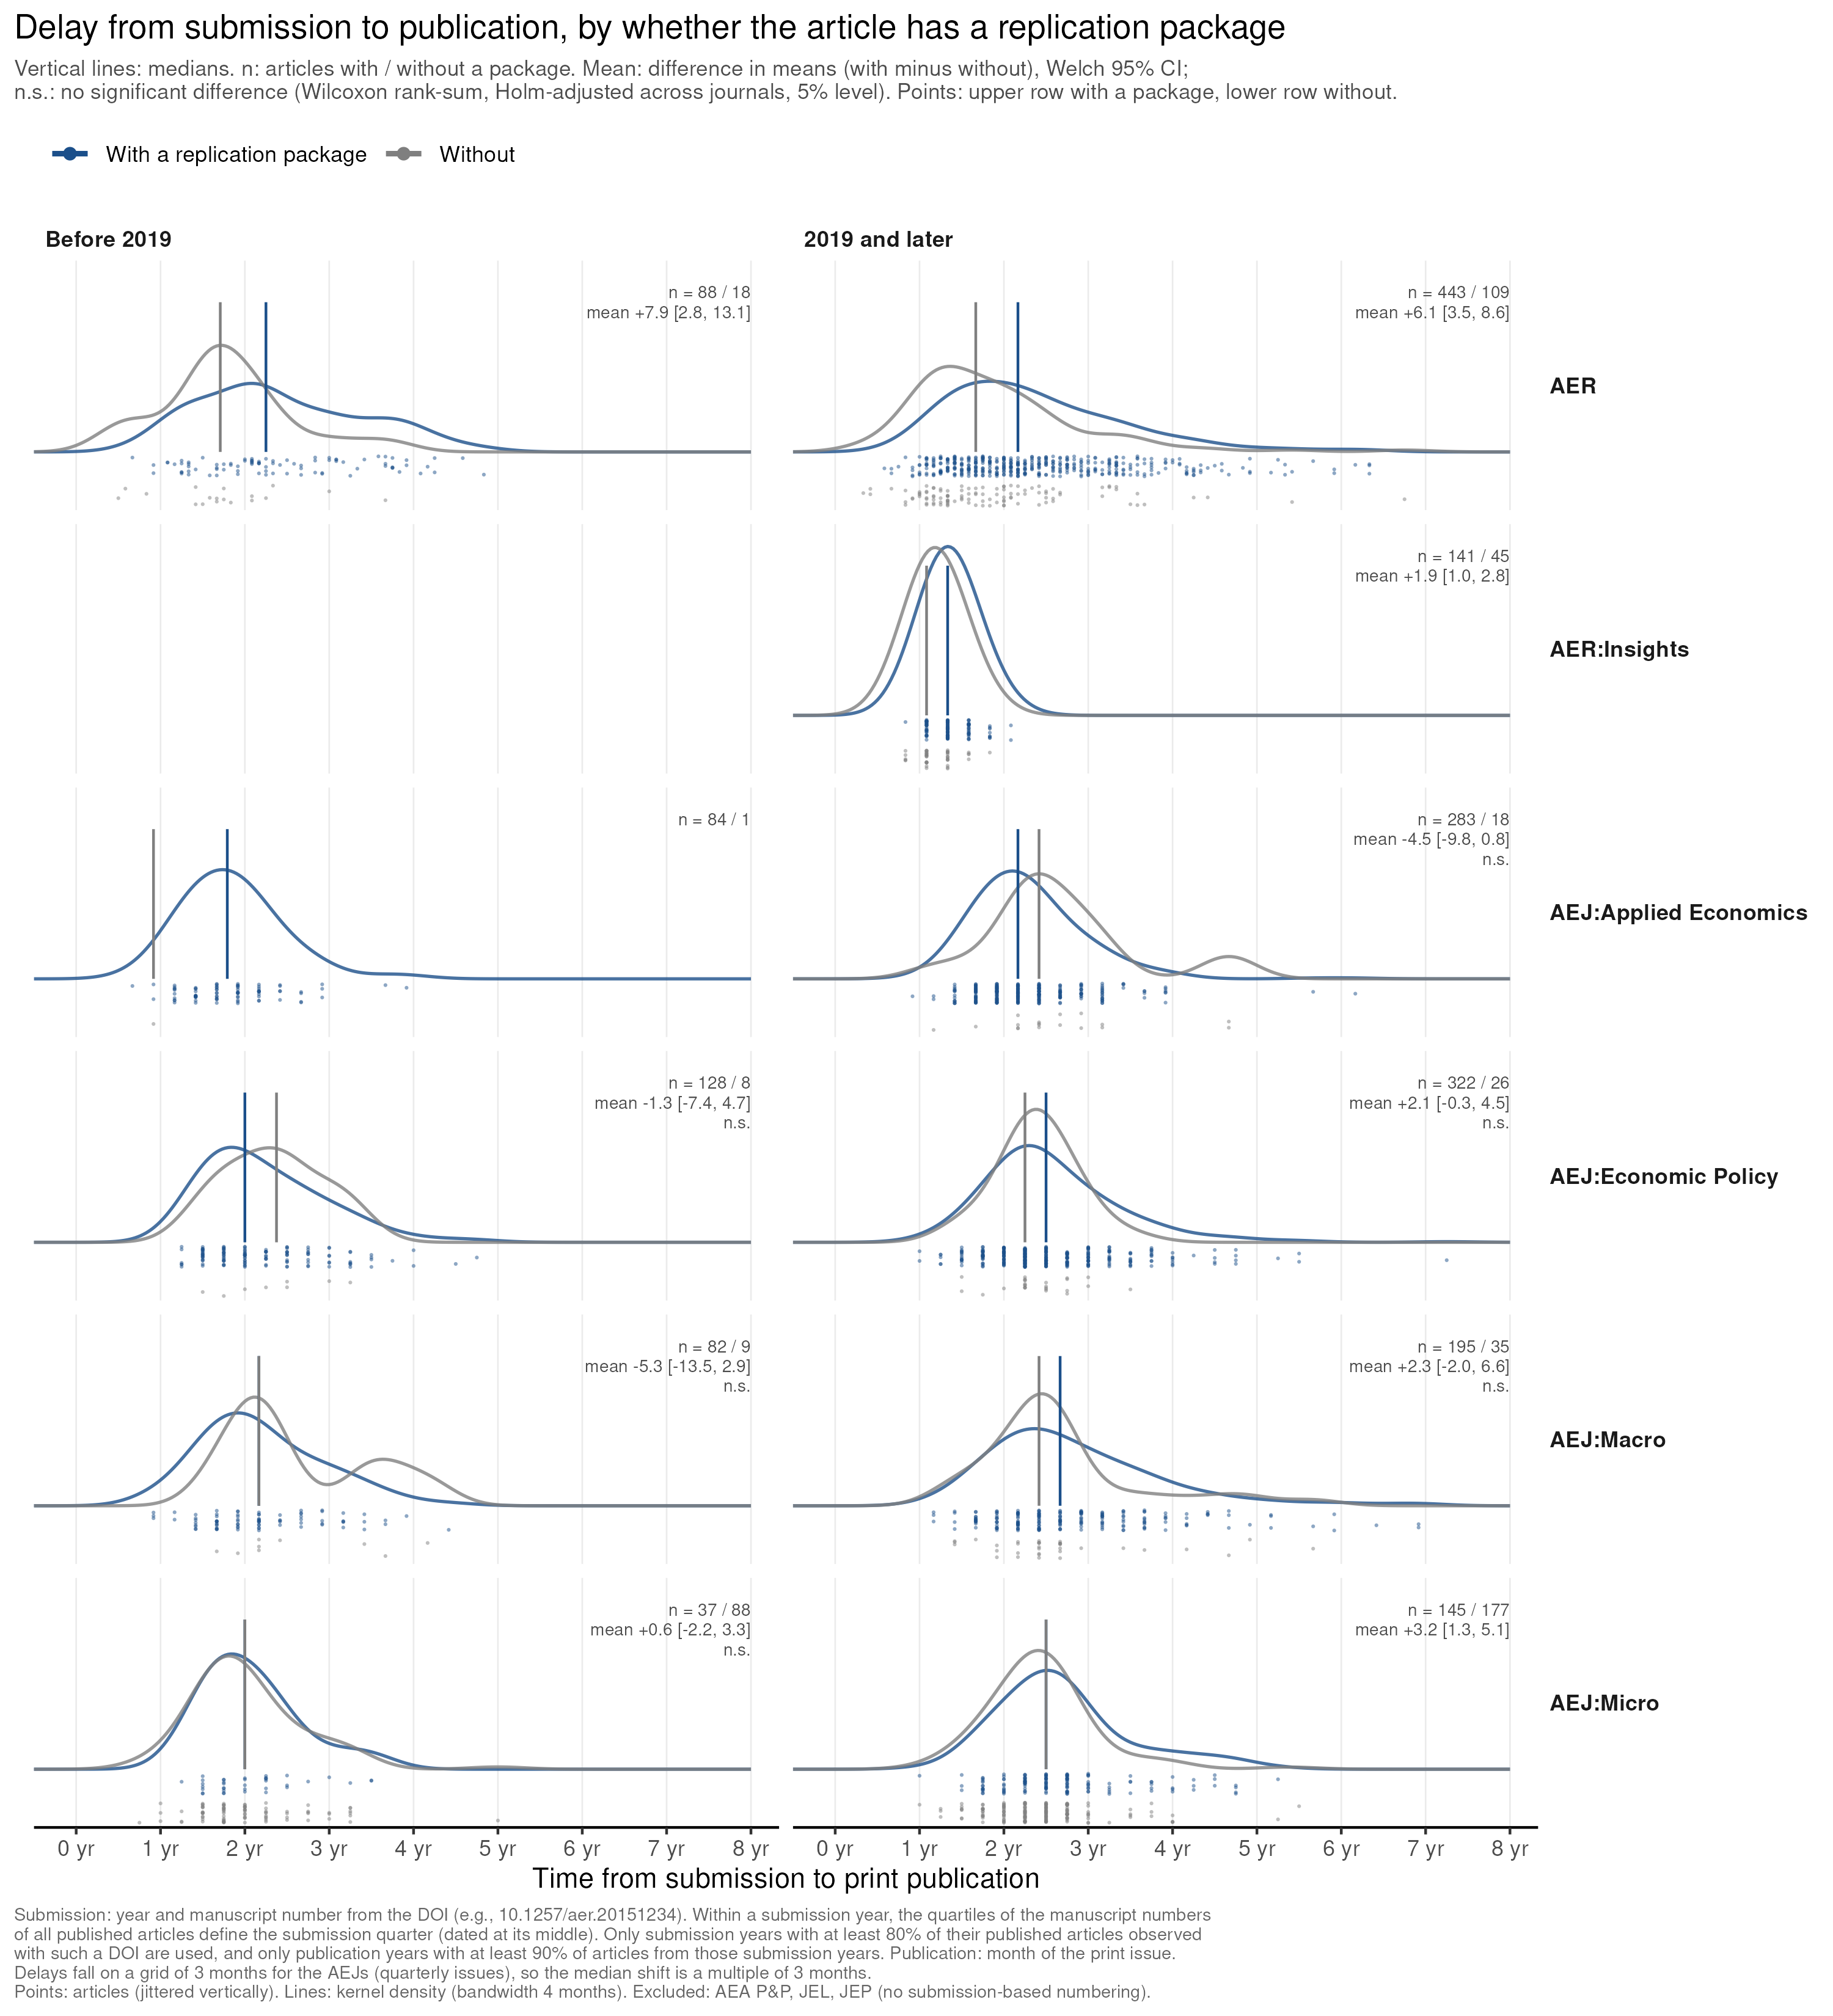 Delay from submission to publication, by whether the article has a replication package
Vertical lines: medians. n: articles with / without a package. Mean: difference in means (with minus without), Welch 95% CI;
n.s.: no significant difference (Wilcoxon rank-sum, Holm-adjusted across journals, 5% level). Points: upper row with a package, lower row without.
With a replication package
Without
Before 2019
2019 and later
n = 88 / 18
mean +7.9 [2.8, 13.1]
n = 443 / 109
mean +6.1 [3.5, 8.6]
AER
n = 141 / 45
mean +1.9 [1.0, 2.8]
AER:Insights
n = 84 / 1
n = 283 / 18
mean -4.5 [-9.8, 0.8]
n.s.
AEJ:Applied Economics
n = 128 / 8
mean -1.3 [-7.4, 4.7]
n.s.
n = 322 / 26
mean +2.1 [-0.3, 4.5]
n.s.
AEJ:Economic Policy
n = 82 / 9
mean -5.3 [-13.5, 2.9]
n.s.
n = 195 / 35
mean +2.3 [-2.0, 6.6]
n.s.
AEJ:Macro
n = 37 / 88
mean +0.6 [-2.2, 3.3]
n.s.
n = 145 / 177
mean +3.2 [1.3, 5.1]
AEJ:Micro
0 yr 1 yr 2 yr 3 yr 4 yr 5 yr 6 yr 7 yr 8 yr
0 yr 1 yr 2 yr 3 yr 4 yr 5 yr 6 yr 7 yr 8 yr
Time from submission to print publication
Submission: year and manuscript number from the DOI (e.g., 10.1257/aer.20151234). Within a submission year, the quartiles of the manuscript numbers
of all published articles define the submission quarter (dated at its middle). Only submission years with at least 80% of their published articles observed
with such a DOI are used, and only publication years with at least 90% of articles from those submission years. Publication: month of the print issue.
Delays fall on a grid of 3 months for the AEJs (quarterly issues), so the median shift is a multiple of 3 months.
Points: articles (jittered vertically). Lines: kernel density (bandwidth 4 months). Excluded: AEA P&P, JEL, JEP (no submission-based numbering).